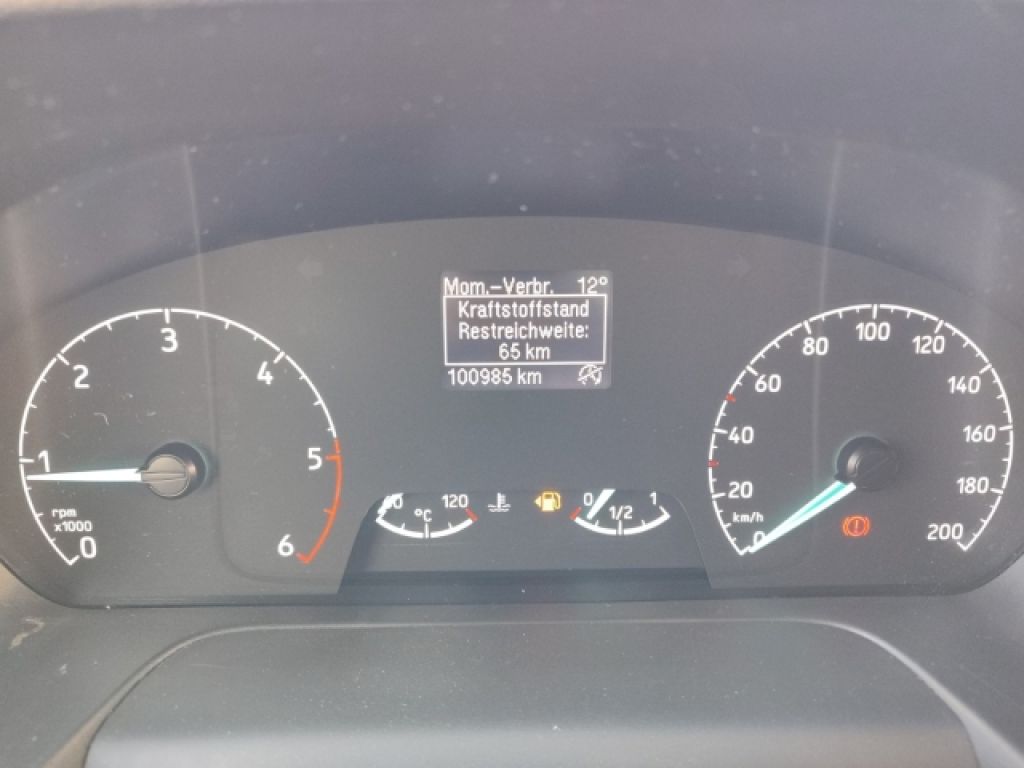 Mom.-Verbr. 12°
Kraftstoffstand
Restreichweite:
65 km
100985 km
0
1
2
3
4
5
6
rpm
x1000
120
°C
0
1/2
1
0
20
40
60
80
100
120
140
160
180
200
km/h